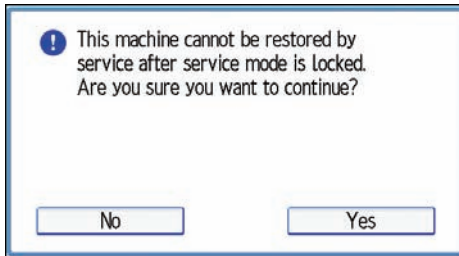 This machine cannot be restored by
service after service mode is locked.
Are you sure you want to continue?
No
Yes